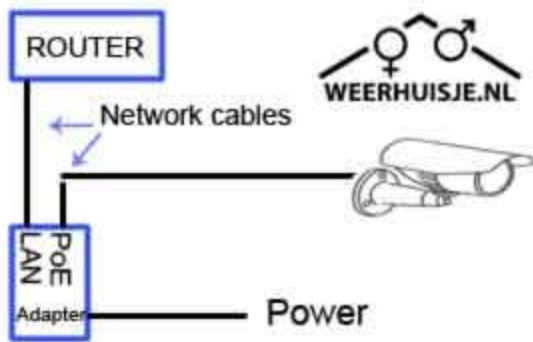 ROUTER
WEERHUISJE.NL
Network cables
LAN
PoE
Adapter
Power